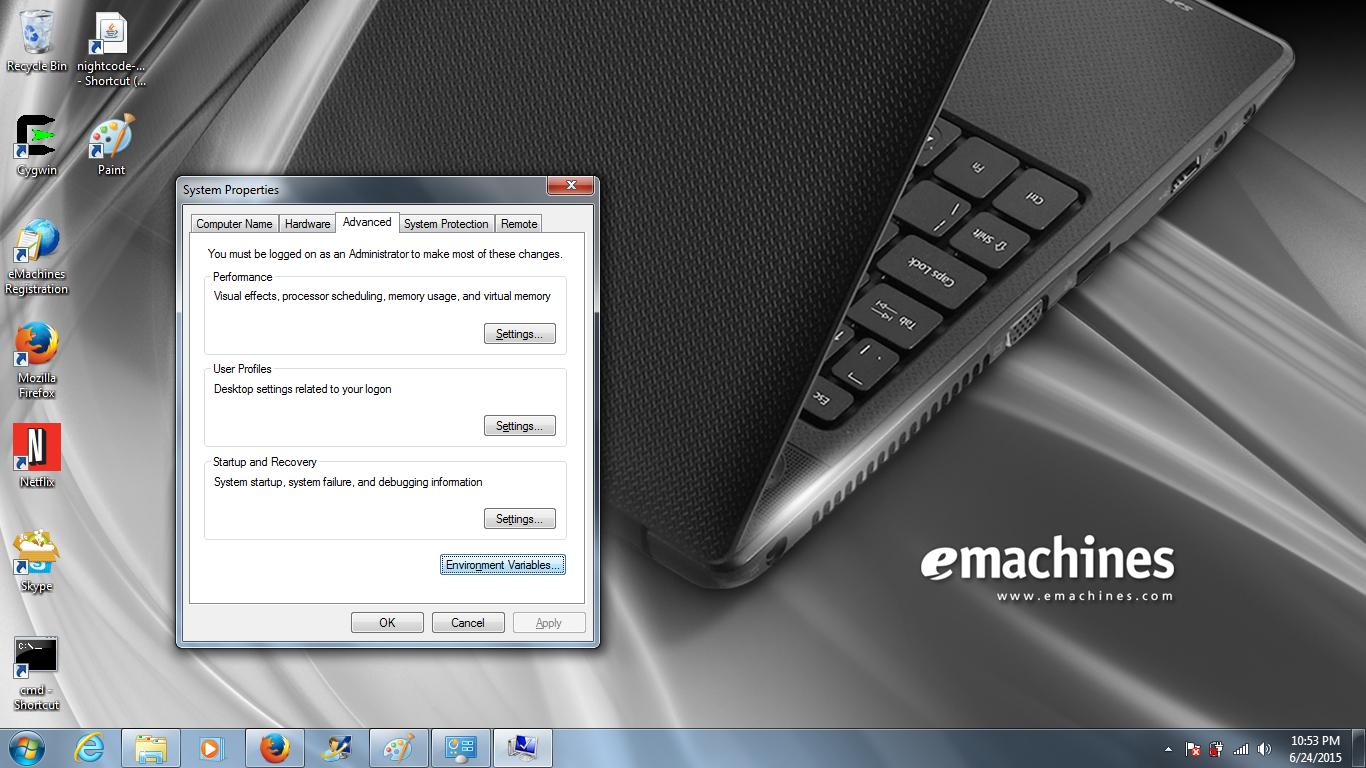 Recycle Bin
nightcode-...
- Shortcut (...
Cygwin
Paint
eMachines
Registration
Mozilla
Firefox
N
Netflix
Skype
C:\_
cmd -
Shortcut
System Properties
Computer Name
Hardware
Advanced
System Protection
Remote
You must be logged on as an Administrator to make most of these changes.
Performance
Visual effects, processor scheduling, memory usage, and virtual memory
Settings...
User Profiles
Desktop settings related to your logon
Settings...
Startup and Recovery
System startup, system failure, and debugging information
Settings...
Environment Variables...
OK
Cancel
Apply
Fn
Ctrl
Shift
Caps Lock
Tab
Esc
emachines
www.emachines.com
10:53 PM
6/24/2015